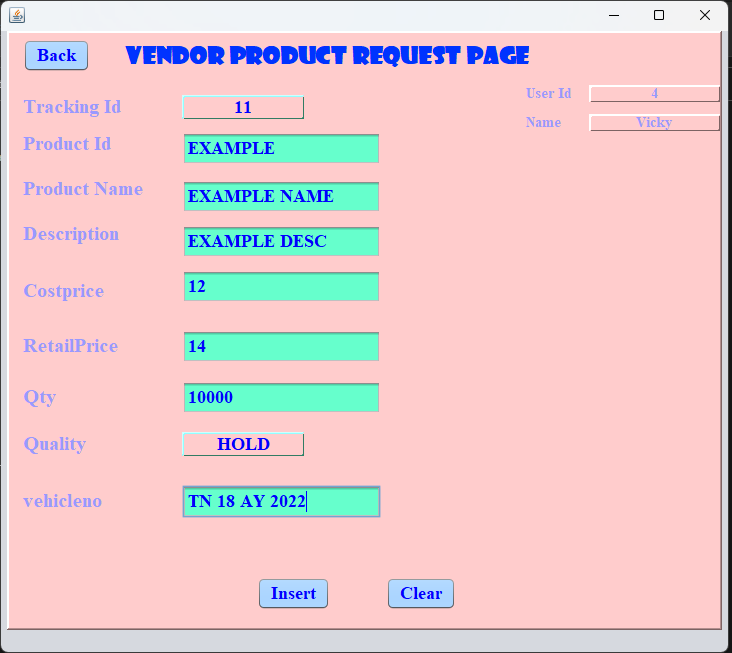 Back VENDOR PRODUCT REQUEST PAGE
User Id 4
Tracking Id 11
Name Vicky
Product Id EXAMPLE
Product Name EXAMPLE NAME
Description EXAMPLE DESC
Costprice 12
RetailPrice 14
Qty 10000
Quality HOLD
vehicleno TN 18 AY 2022
Insert Clear